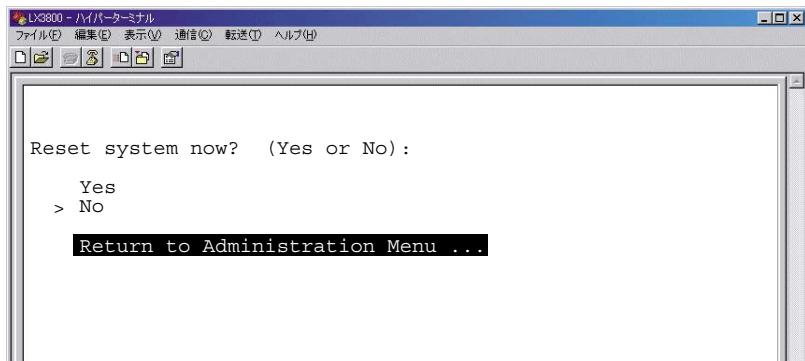 LX3800 - ハイパーターミナル
ファイル(F) 編集(E) 表示(V) 通信(C) 転送(T) ヘルプ(H)
Reset system now? (Yes or No):
Yes
> No
Return to Administration Menu ...